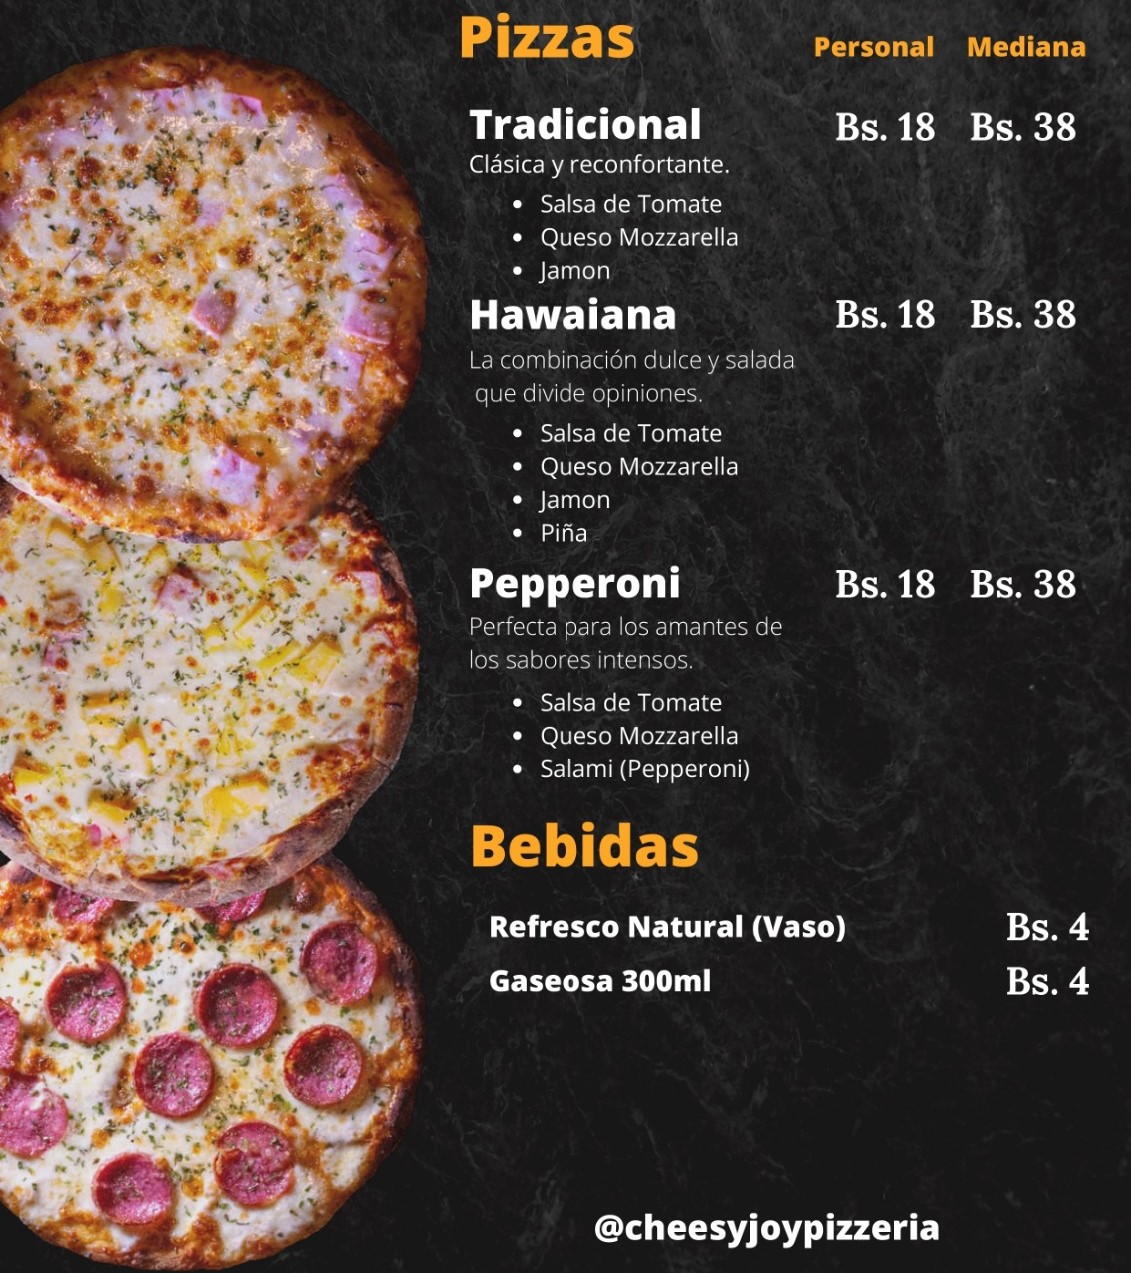 Pizzas Personal Mediana
Tradicional Bs. 18 Bs. 38
Clásica y reconfortante.
• Salsa de Tomate
• Queso Mozzarella
• Jamon
Hawaiana Bs. 18 Bs. 38
La combinación dulce y salada
que divide opiniones.
• Salsa de Tomate
• Queso Mozzarella
• Jamon
• Piña
Pepperoni Bs. 18 Bs. 38
Perfecta para los amantes de
los sabores intensos.
• Salsa de Tomate
• Queso Mozzarella
• Salami (Pepperoni)
Bebidas
Refresco Natural (Vaso) Bs. 4
Gaseosa 300ml Bs. 4
@cheesyjoypizzeria